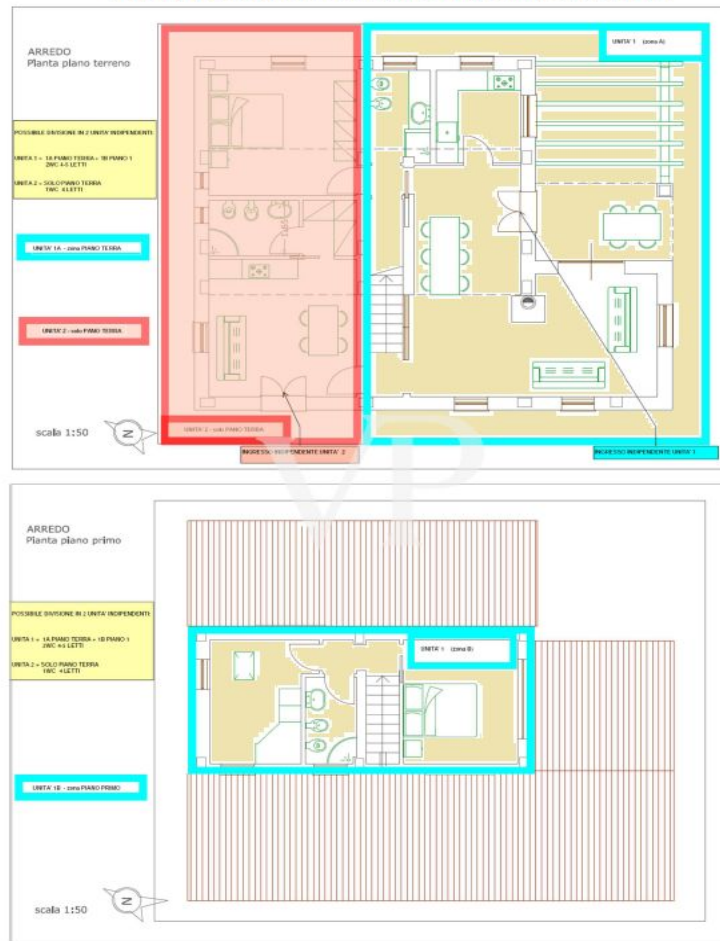 ARREDO
Pianta piano terreno
UNITA' 1 (zona A)
POSSIBILE DIVISIONE IN 2 UNITA' INDIPENDENTI:
UNITA' 1 = 1A PIANO TERRA + 1B PIANO 1
2WC 4-5 LETTI
UNITA' 2 = SOLO PIANO TERRA
1WC 4 LETTI
UNITA' 1A - zona PIANO TERRA
UNITA' 2 - solo PIANO TERRA
scala 1:50
N
UNITA' 2 - solo PIANO TERRA
INGRESSO INDIPENDENTE UNITA' 2
INGRESSO INDIPENDENTE UNITA' 1
VP
ARREDO
Pianta piano primo
POSSIBILE DIVISIONE IN 2 UNITA' INDIPENDENTI:
UNITA' 1 = 1A PIANO TERRA + 1B PIANO 1
2WC 4-5 LETTI
UNITA' 2 = SOLO PIANO TERRA
1WC 4 LETTI
UNITA' 1 (zona B)
UNITA' 1B - zona PIANO PRIMO
scala 1:50
N